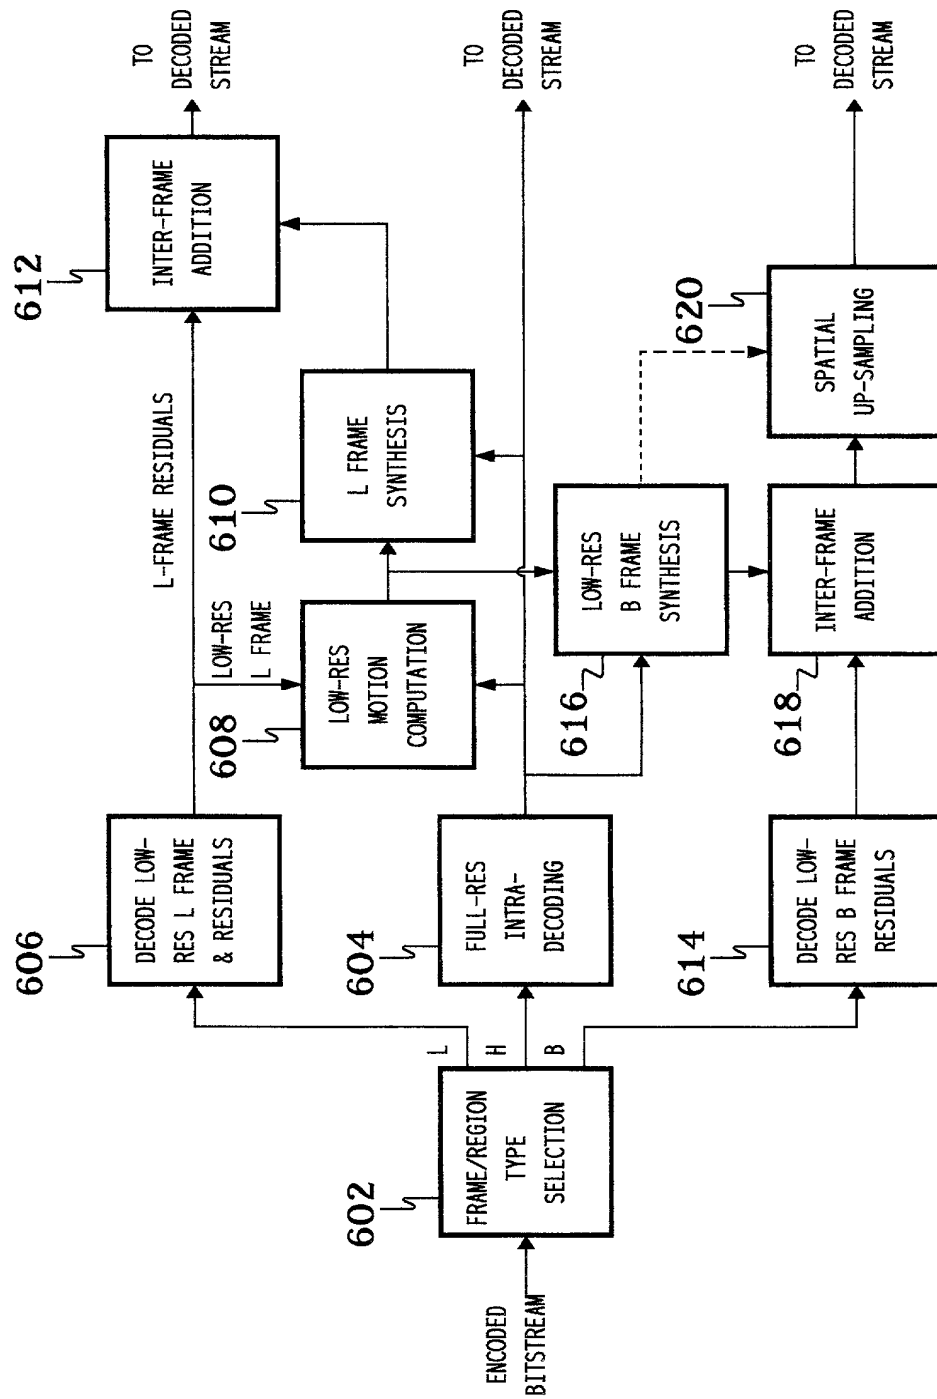 ENCODED
BITSTREAM
602
FRAME/REGION
TYPE
SELECTION
L
H
B
606
DECODE LOW-
RES L FRAME
& RESIDUALS
604
FULL-RES
INTRA-
DECODING
614
DECODE LOW-
RES B FRAME
RESIDUALS
L-FRAME RESIDUALS
LOW-RES
L FRAME
608
LOW-RES
MOTION
COMPUTATION
610
L FRAME
SYNTHESIS
612
INTER-FRAME
ADDITION
616
LOW-RES
B FRAME
SYNTHESIS
618
INTER-FRAME
ADDITION
620
SPATIAL
UP-SAMPLING
TO
DECODED
STREAM
TO
DECODED
STREAM
TO
DECODED
STREAM